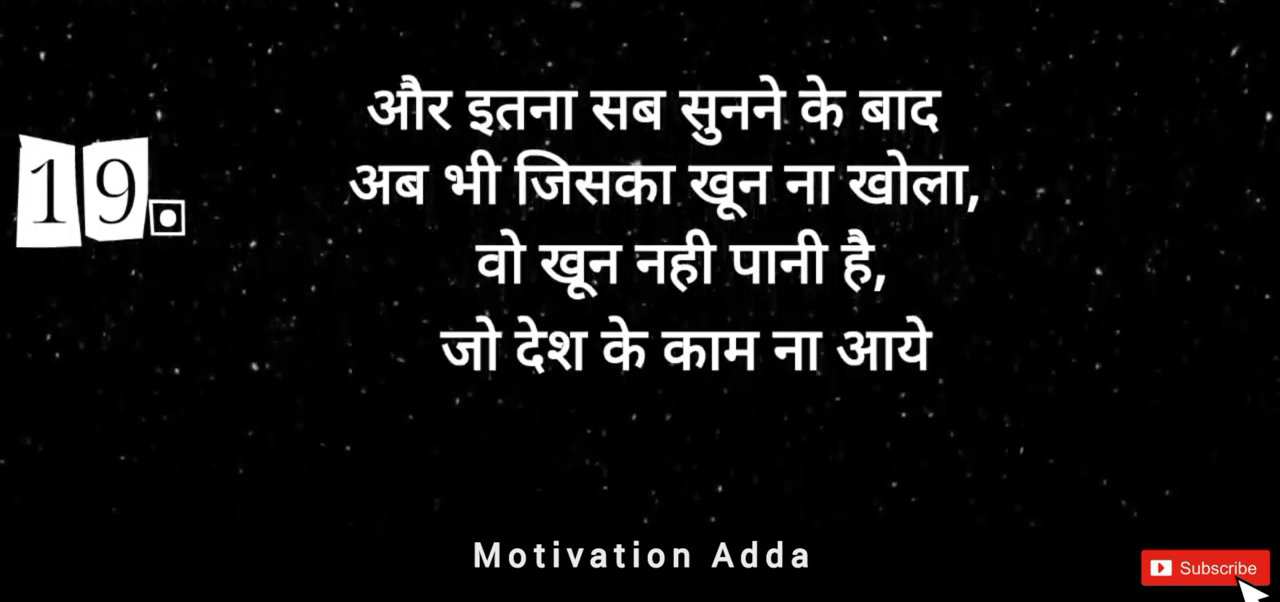 19.
और इतना सब सुनने के बाद
अब भी जिसका खून ना खोला,
वो खून नही पानी है,
जो देश के काम ना आये
Motivation Adda
Subscribe